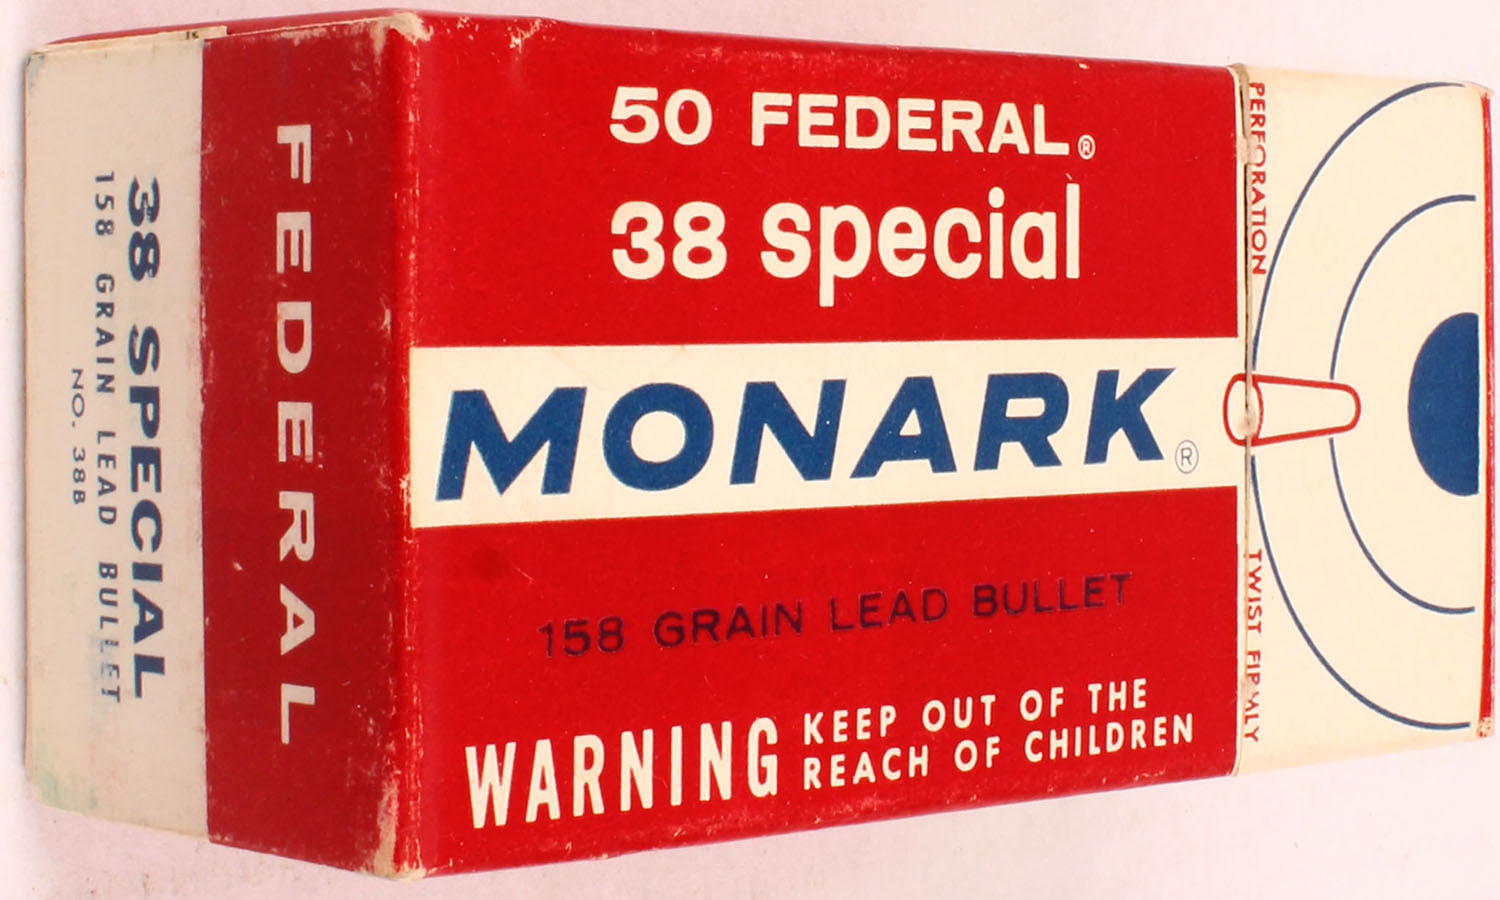 50 FEDERAL®
38 special
MONARK®
158 GRAIN LEAD BULLET
WARNING KEEP OUT OF THE
REACH OF CHILDREN
FEDERAL
38 SPECIAL
158 GRAIN LEAD BULLET
NO. 38B
PERFORATION
TWIST FIRMLY